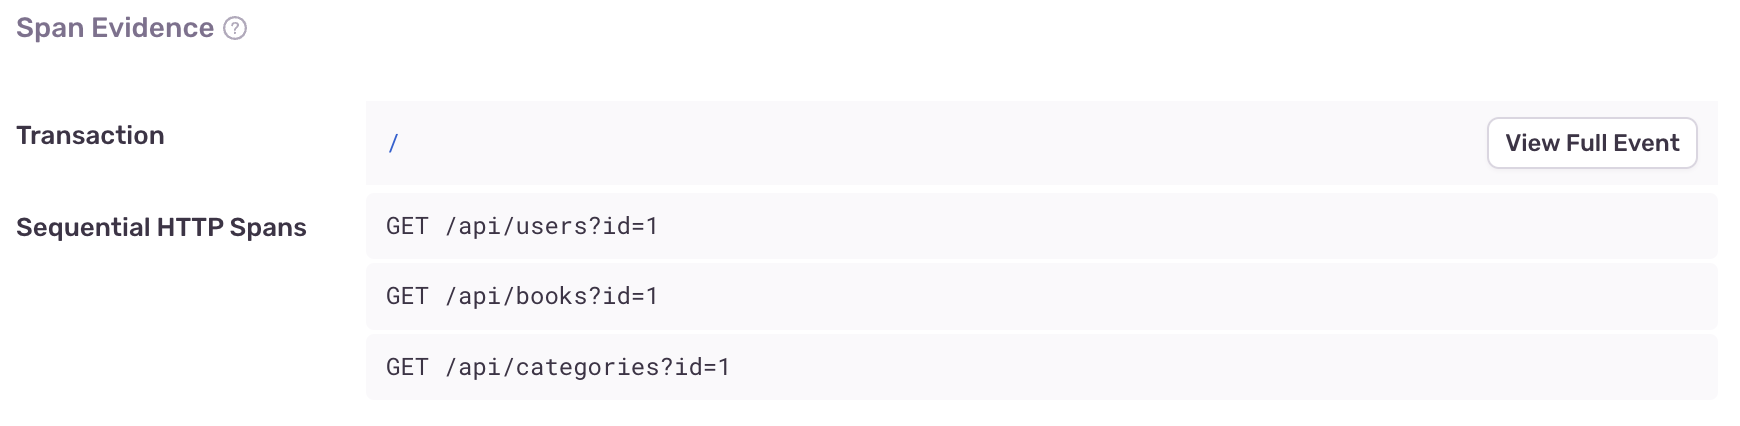 Span Evidence ?
Transaction
/
View Full Event
Sequential HTTP Spans
GET /api/users?id=1
GET /api/books?id=1
GET /api/categories?id=1